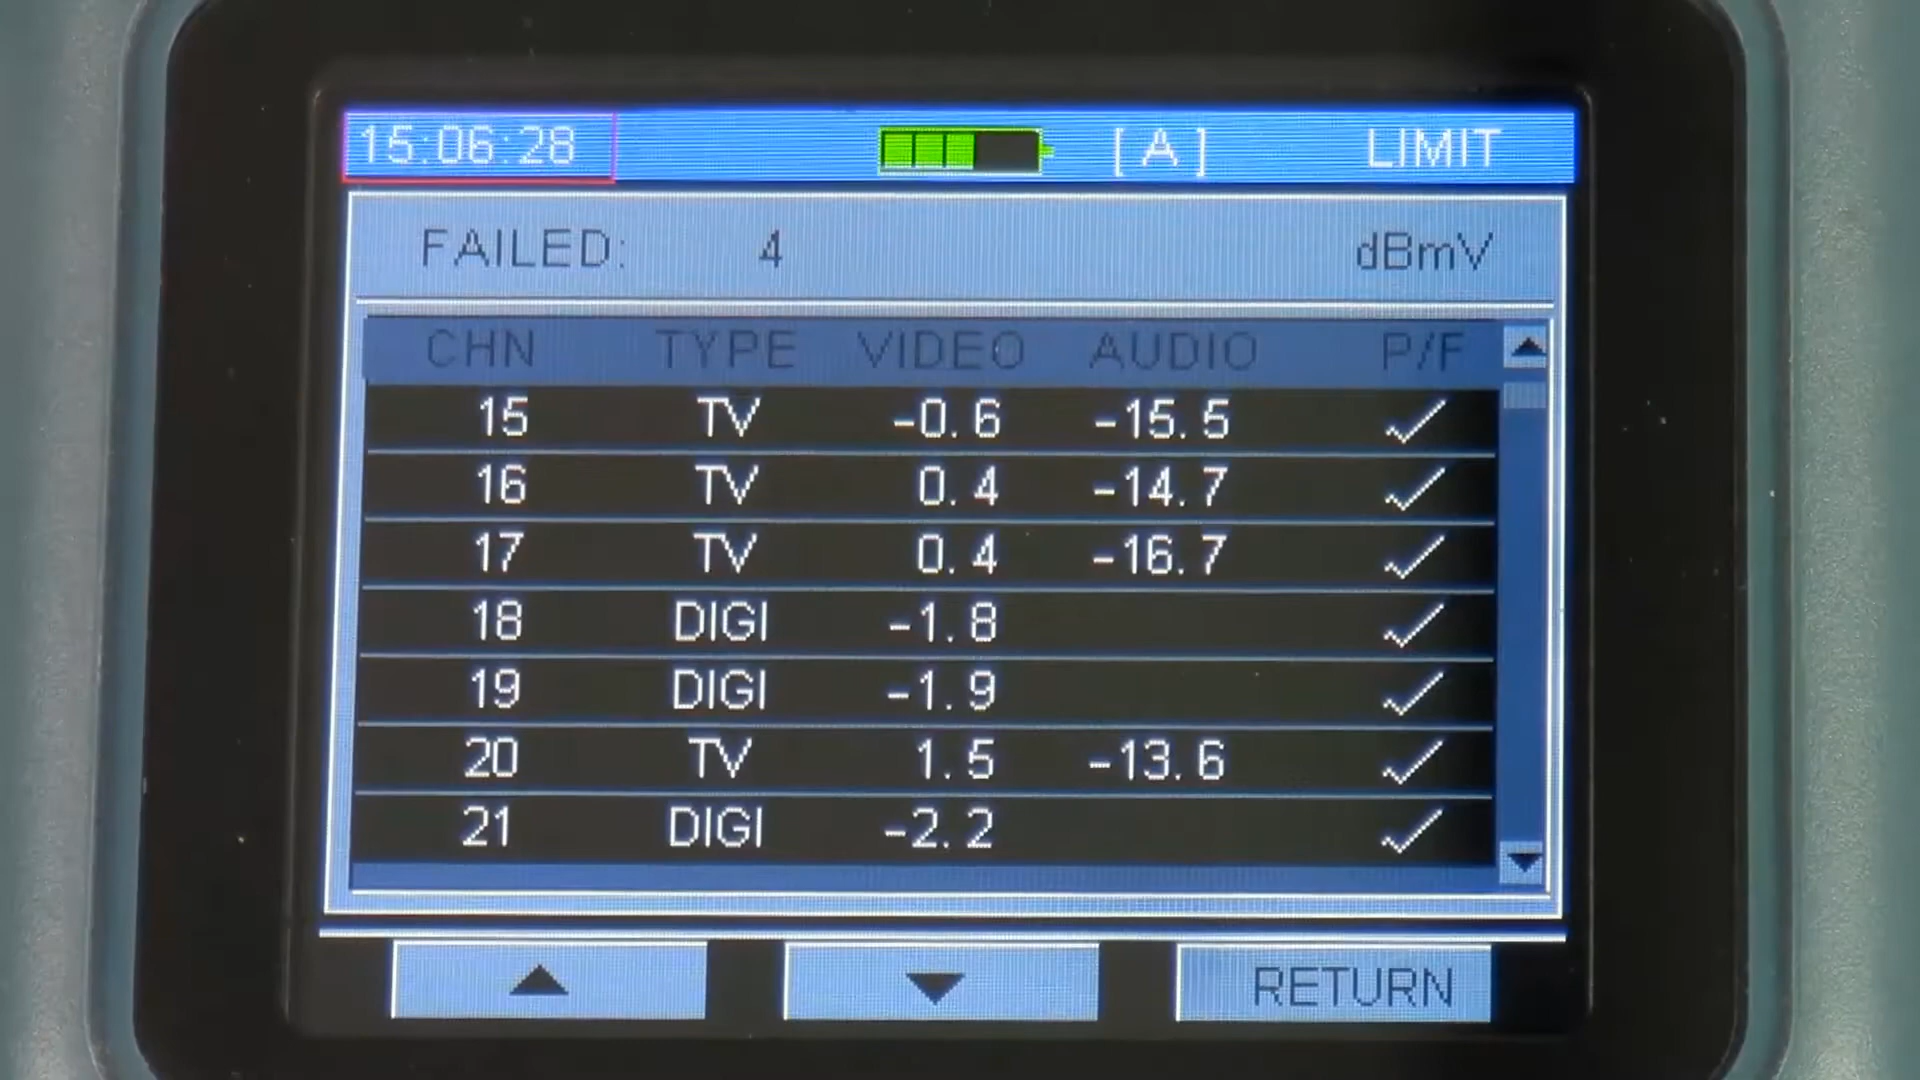 15:06:28 [A] LIMIT
FAILED: 4 dBmV
CHN TYPE VIDEO AUDIO P/F
15 TV -0.6 -15.5 ✓
16 TV 0.4 -14.7 ✓
17 TV 0.4 -16.7 ✓
18 DIGI -1.8 ✓
19 DIGI -1.9 ✓
20 TV 1.5 -13.6 ✓
21 DIGI -2.2 ✓
RETURN